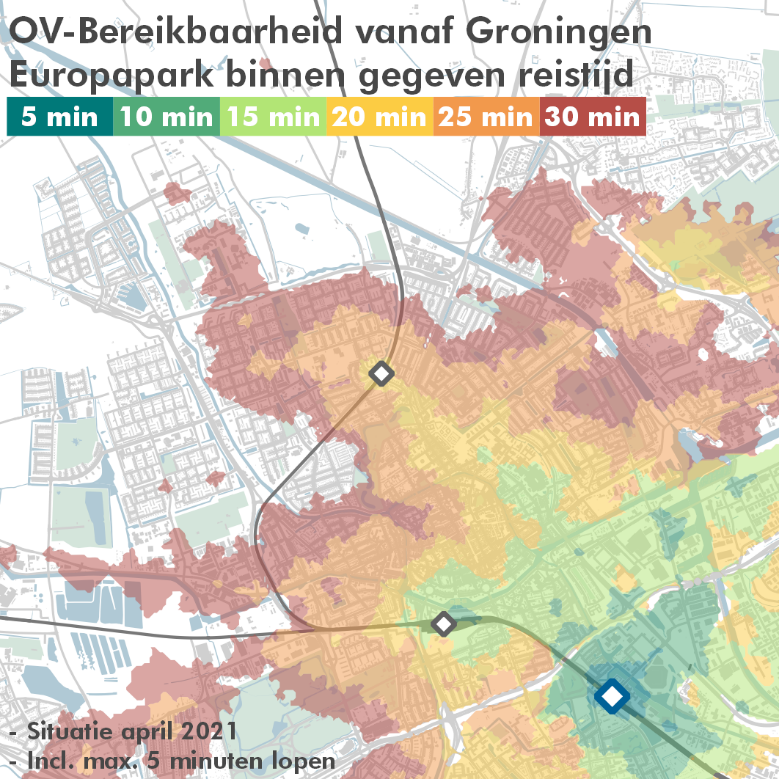 OV-Bereikbaarheid vanaf Groningen
Europapark binnen gegeven reistijd
5 min 10 min 15 min 20 min 25 min 30 min
- Situatie april 2021
- Incl. max. 5 minuten lopen